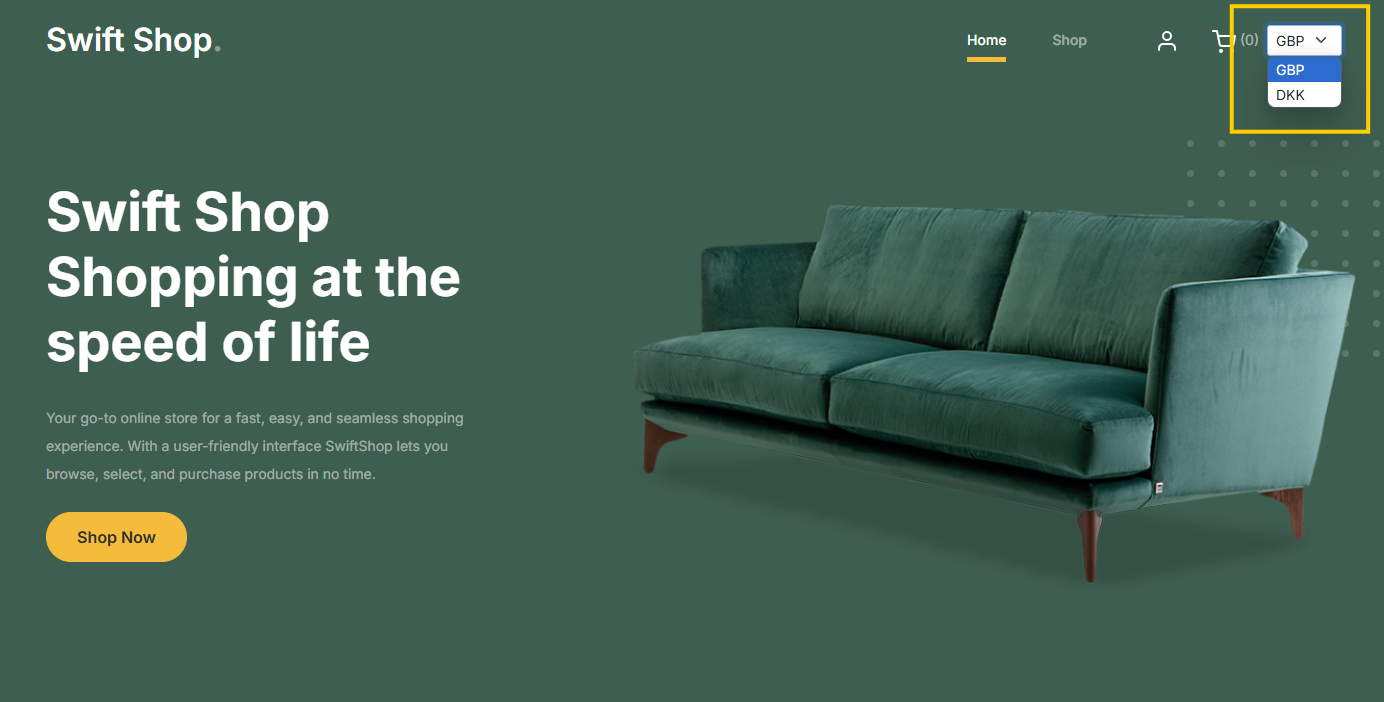 Swift Shop.
Home
Shop
(0)
GBP
GBP
DKK
Swift Shop
Shopping at the
speed of life
Your go-to online store for a fast, easy, and seamless shopping
experience. With a user-friendly interface SwiftShop lets you
browse, select, and purchase products in no time.
Shop Now